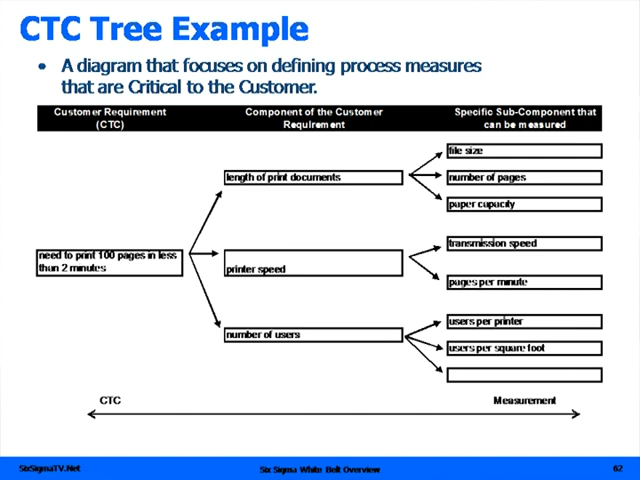 CTC Tree Example
• A diagram that focuses on defining process measures
that are Critical to the Customer.
Customer Requirement
(CTC)
Component of the Customer
Requirement
Specific Sub-Component that
can be measured
need to print 100 pages in less
than 2 minutes
length of print documents
file size
number of pages
paper capacity
printer speed
transmission speed
pages per minute
number of users
users per printer
users per square foot
CTC
Measurement
SixSigmaTV.Net
Six Sigma White Belt Overview
62